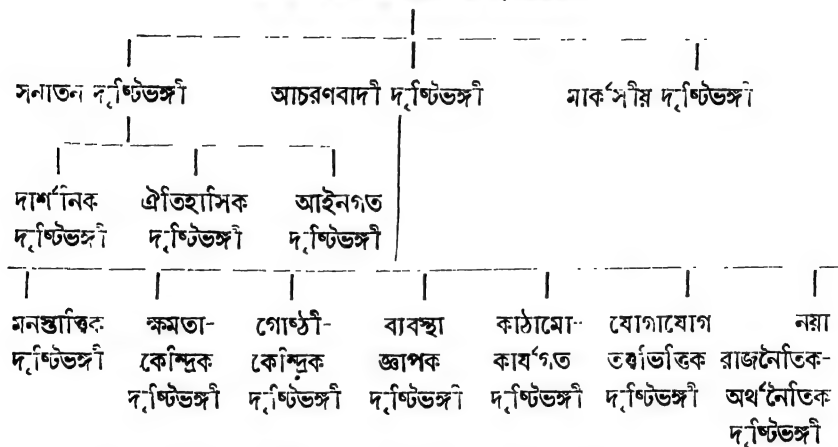 সনাতন দৃষ্টিভঙ্গী আচরণবাদী দৃষ্টিভঙ্গী মার্কসীয় দৃষ্টিভঙ্গী
দার্শনিক ঐতিহাসিক আইনগত
দৃষ্টিভঙ্গী দৃষ্টিভঙ্গী দৃষ্টিভঙ্গী
মনস্তাত্ত্বিক ক্ষমতা- গোষ্ঠী- ব্যবস্থা কাঠামো- যোগাযোগ নয়া
দৃষ্টিভঙ্গী কেন্দ্রিক কেন্দ্রিক জ্ঞাপক কার্যগত তত্ত্বভিত্তিক রাজনৈতিক-
দৃষ্টিভঙ্গী দৃষ্টিভঙ্গী দৃষ্টিভঙ্গী দৃষ্টিভঙ্গী দৃষ্টিভঙ্গী অর্থনৈতিক
দৃষ্টিভঙ্গী